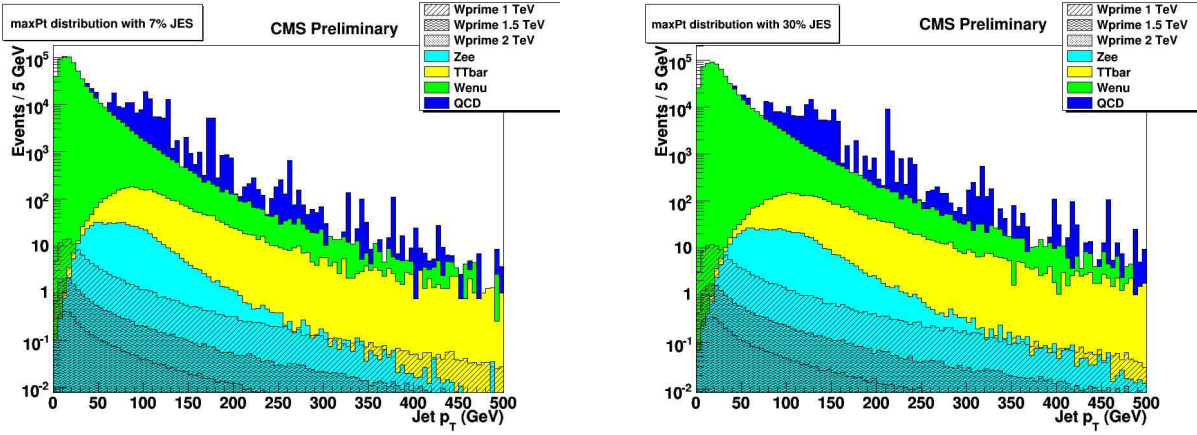 maxPt distribution with 7% JES
CMS Preliminary
Wprime 1 TeV
Wprime 1.5 TeV
Wprime 2 TeV
Zee
TTbar
Wenu
QCD
Events / 5 GeV
10^5
10^4
10^3
10^2
10
1
10^-1
10^-2
0 50 100 150 200 250 300 350 400 450 500
Jet p_T (GeV)
maxPt distribution with 30% JES
CMS Preliminary
Wprime 1 TeV
Wprime 1.5 TeV
Wprime 2 TeV
Zee
TTbar
Wenu
QCD
Events / 5 GeV
10^5
10^4
10^3
10^2
10
1
10^-1
10^-2
0 50 100 150 200 250 300 350 400 450 500
Jet p_T (GeV)